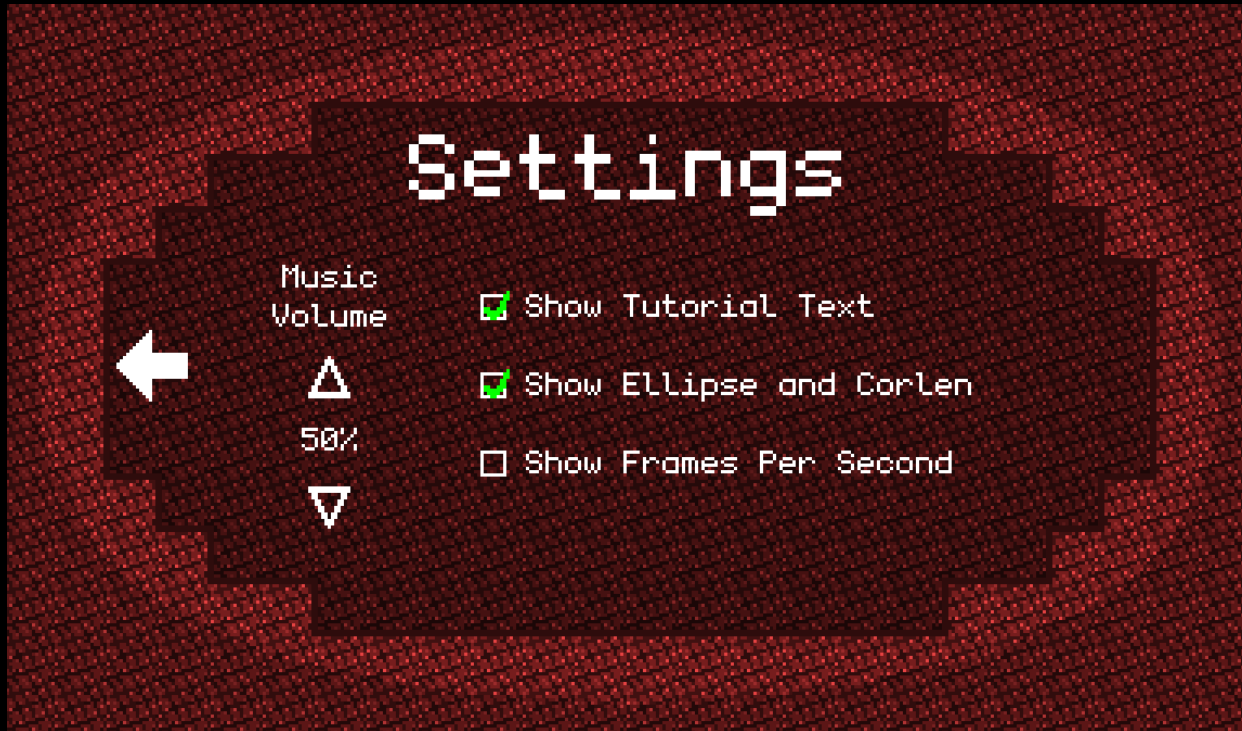 Settings
Music
Volume
50%
Show Tutorial Text
Show Ellipse and Corlen
Show Frames Per Second